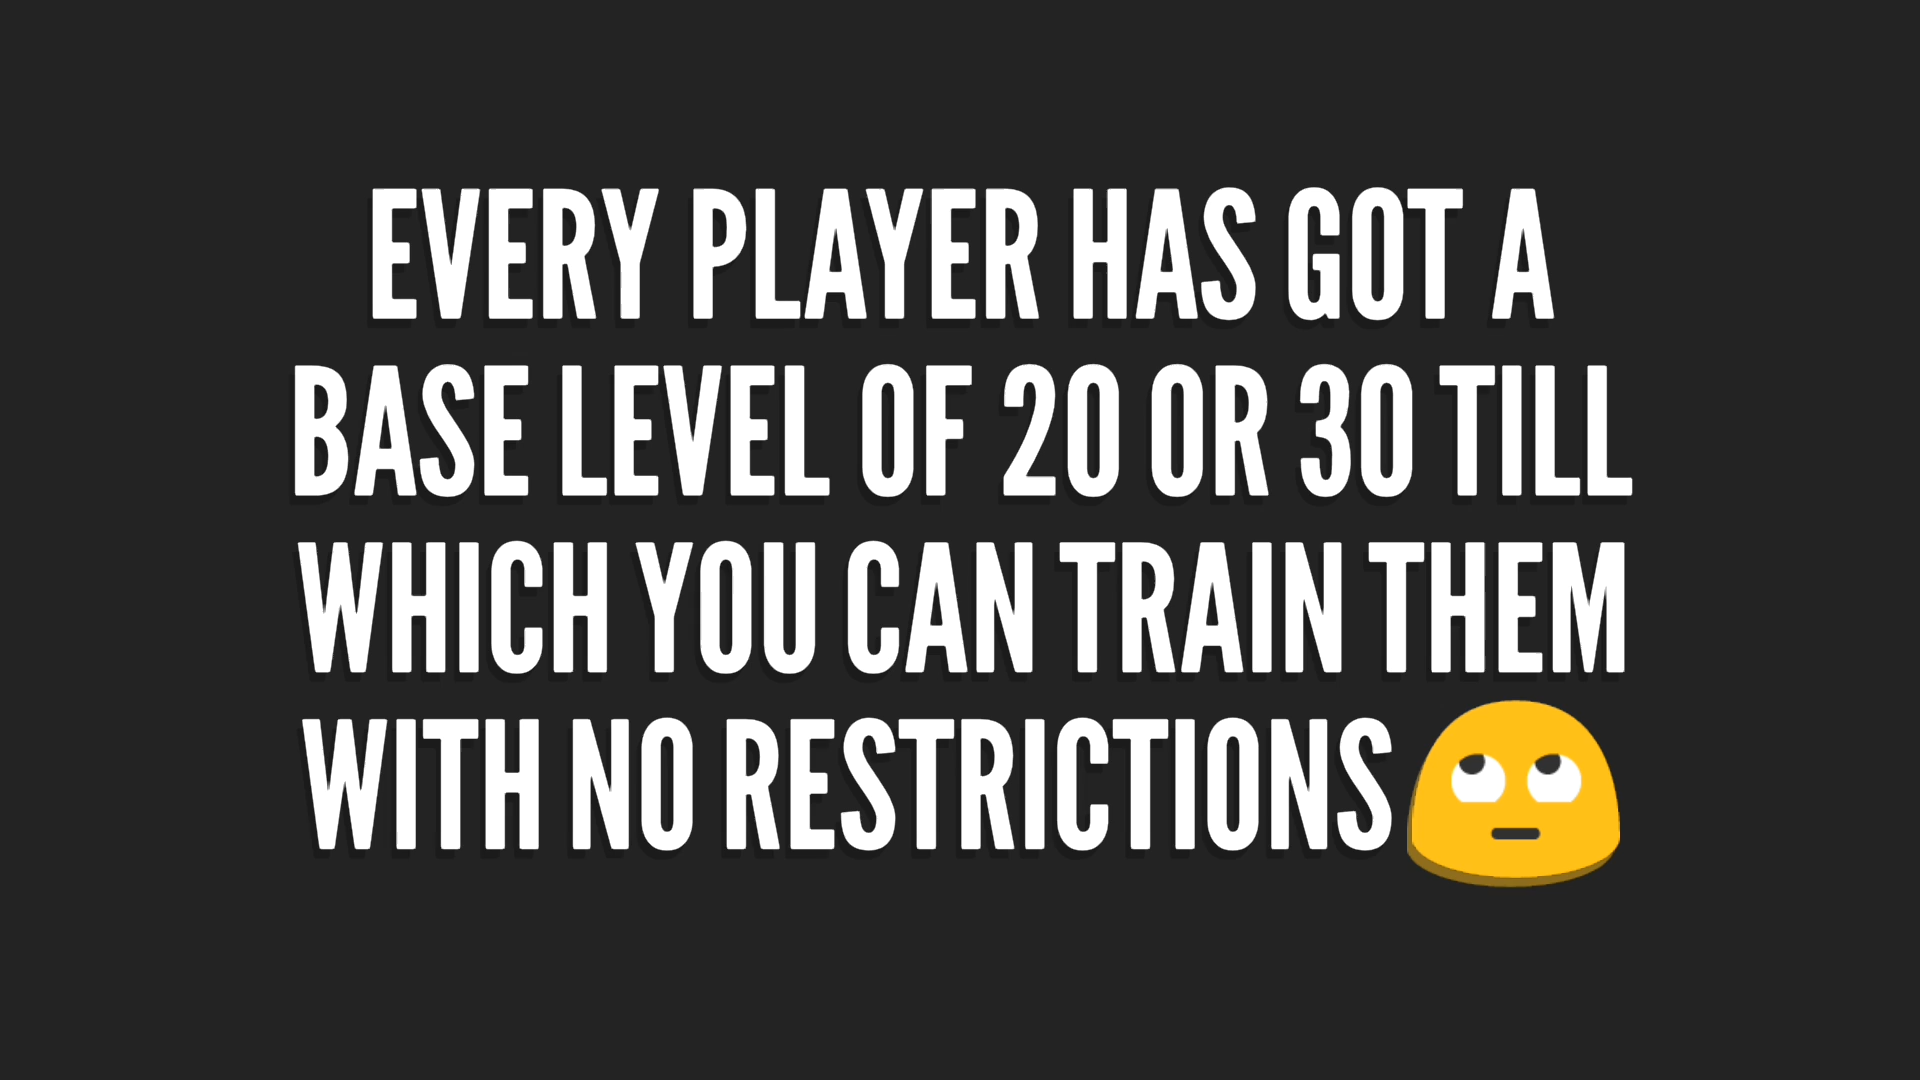 EVERY PLAYER HAS GOT A
BASE LEVEL OF 20 OR 30 TILL
WHICH YOU CAN TRAIN THEM
WITH NO RESTRICTIONS🙄